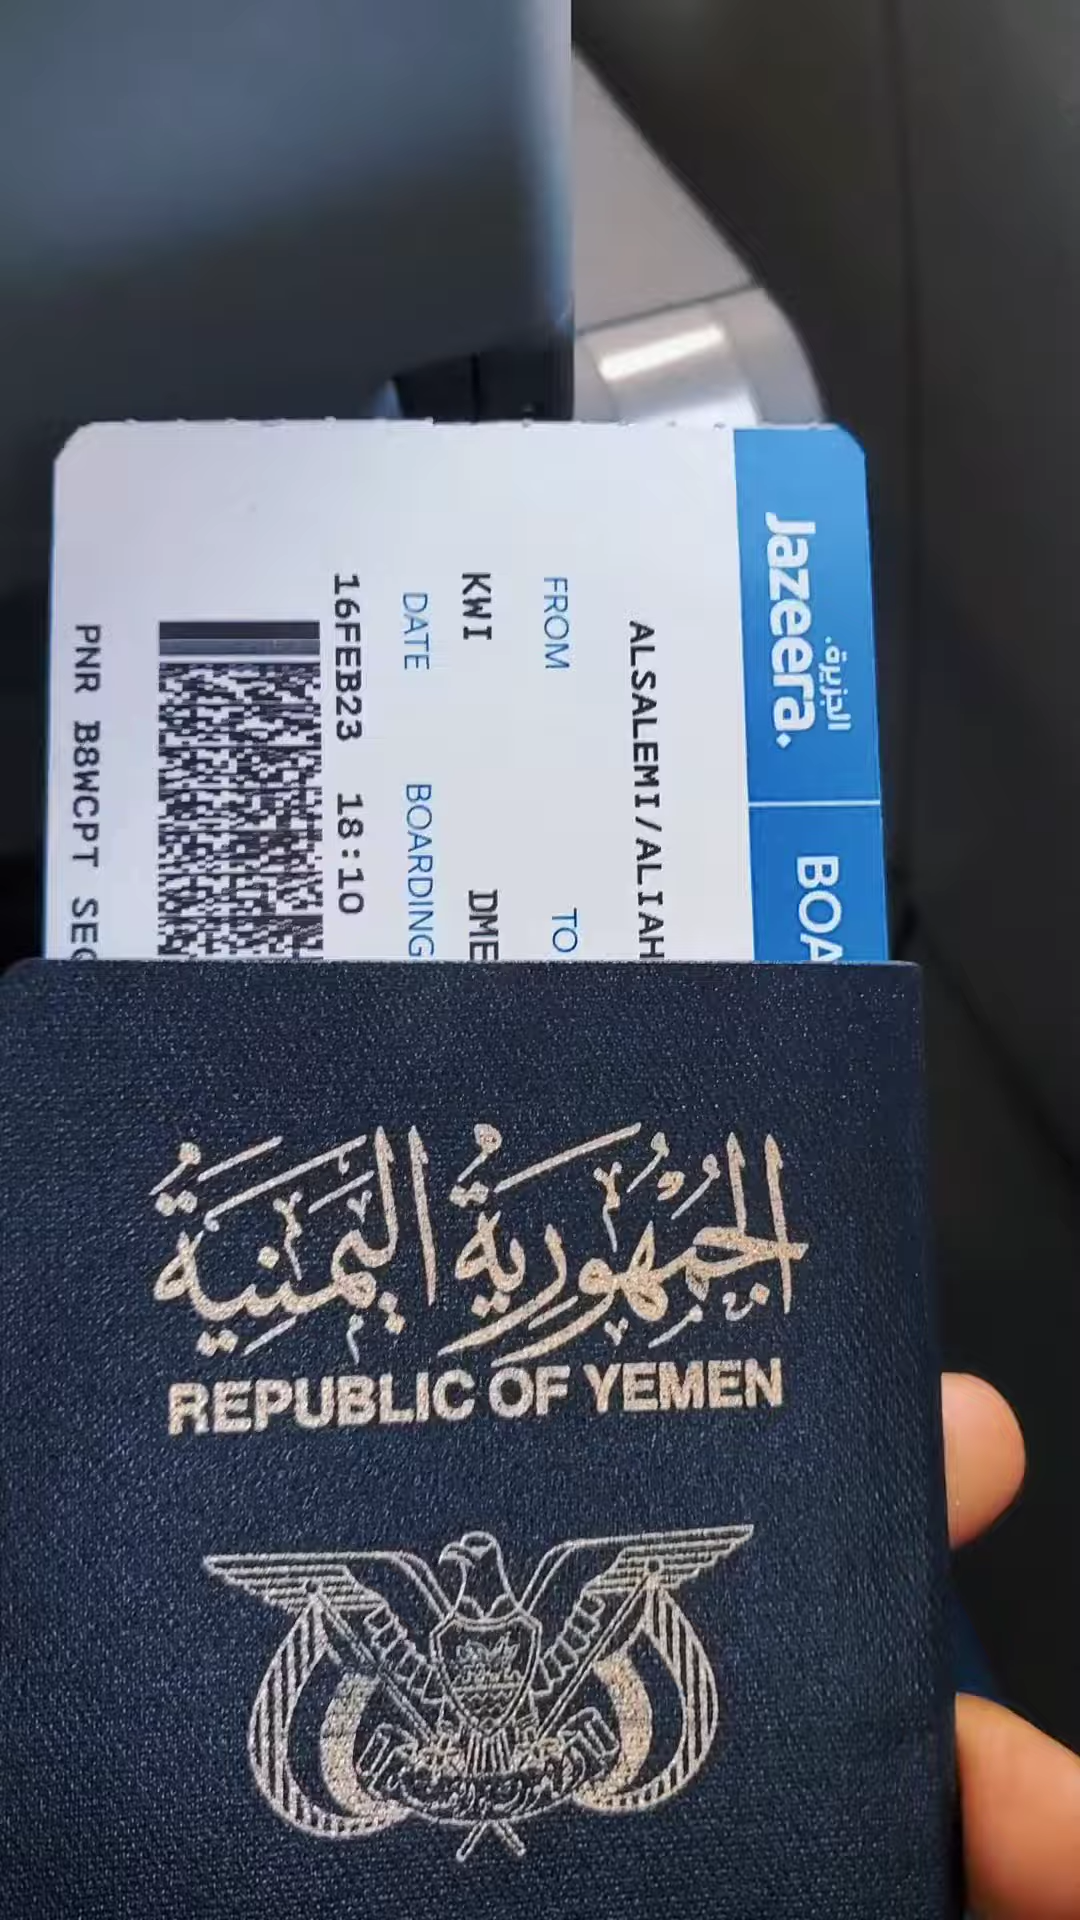 Jazeera.
الجزيرة.
BOA
ALSALEMI/ALIAH
FROM TO
KWI DME
DATE BOARDING
16FEB23 18:10
PNR B8WCPT SEQ
الجمهورية اليمنية
REPUBLIC OF YEMEN